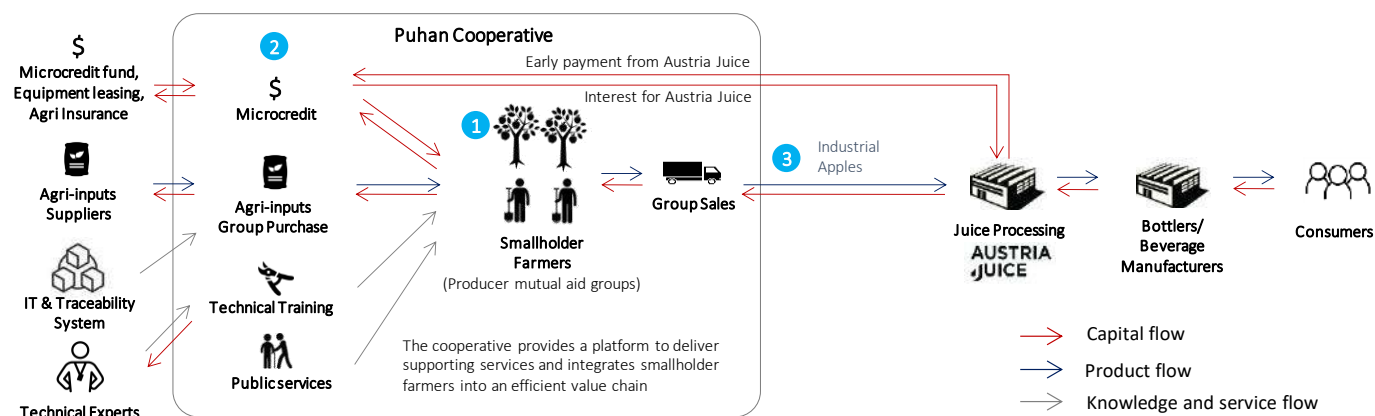 Puhan Cooperative
2
$
Microcredit fund,
Equipment leasing,
Agri Insurance
$
Microcredit
Early payment from Austria Juice
Interest for Austria Juice
1
3
Industrial
Apples
Agri-inputs
Suppliers
Agri-inputs
Group Purchase
Smallholder
Farmers
(Producer mutual aid groups)
Group Sales
Juice Processing
AUSTRIA
JUICE
Bottlers/
Beverage
Manufacturers
Consumers
IT & Traceability
System
Technical Training
Technical Experts
Public services
The cooperative provides a platform to deliver
supporting services and integrates smallholder
farmers into an efficient value chain
Capital flow
Product flow
Knowledge and service flow